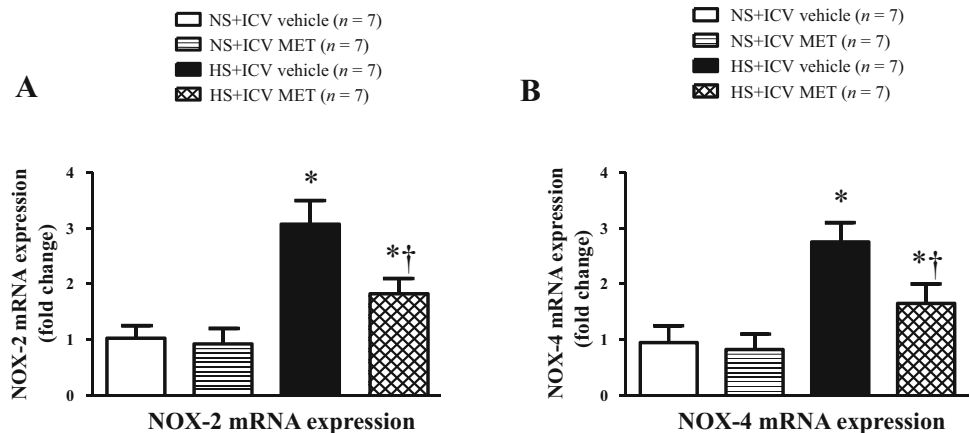 NS+ICV vehicle (n = 7)
NS+ICV MET (n = 7)
HS+ICV vehicle (n = 7)
HS+ICV MET (n = 7)
A
NOX-2 mRNA expression
(fold change)
4
3
2
1
0
*
*†
NOX-2 mRNA expression
NS+ICV vehicle (n = 7)
NS+ICV MET (n = 7)
HS+ICV vehicle (n = 7)
HS+ICV MET (n = 7)
B
NOX-4 mRNA expression
(fold change)
4
3
2
1
0
*
*†
NOX-4 mRNA expression